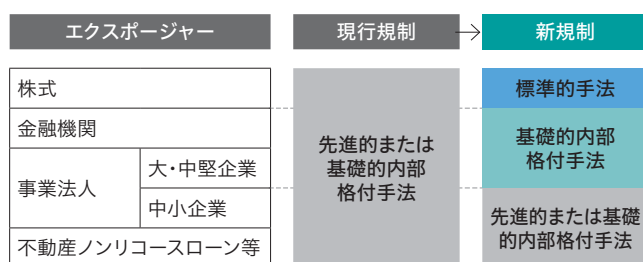 エクスポージャー
現行規制
→
新規制
株式
金融機関
事業法人
大・中堅企業
中小企業
不動産ノンリコースローン等
先進的または
基礎的内部
格付手法
標準的手法
基礎的内部
格付手法
先進的または基礎
的内部格付手法